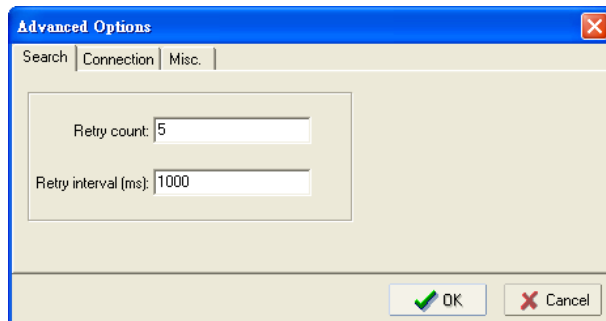 Advanced Options
Search Connection Misc.
Retry count: 5
Retry interval (ms): 1000
OK Cancel